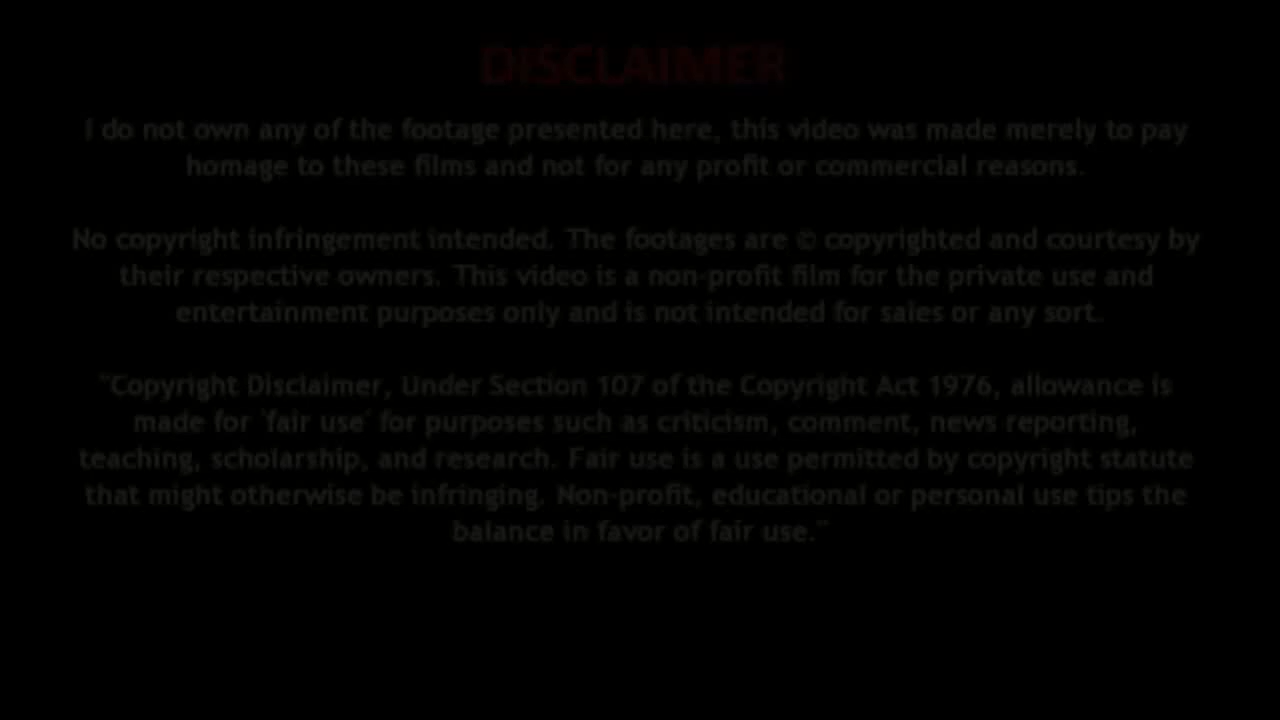 DISCLAIMER
I do not own any of the footage presented here, this video was made merely to pay
homage to these films and not for any profit or commercial reasons.
No copyright infringement intended. The footages are © copyrighted and courtesy by
their respective owners. This video is a non-profit film for the private use and
entertainment purposes only and is not intended for sales or any sort.
"Copyright Disclaimer, Under Section 107 of the Copyright Act 1976, allowance is
made for 'fair use' for purposes such as criticism, comment, news reporting,
teaching, scholarship, and research. Fair use is a use permitted by copyright statute
that might otherwise be infringing. Non-profit, educational or personal use tips the
balance in favor of fair use."